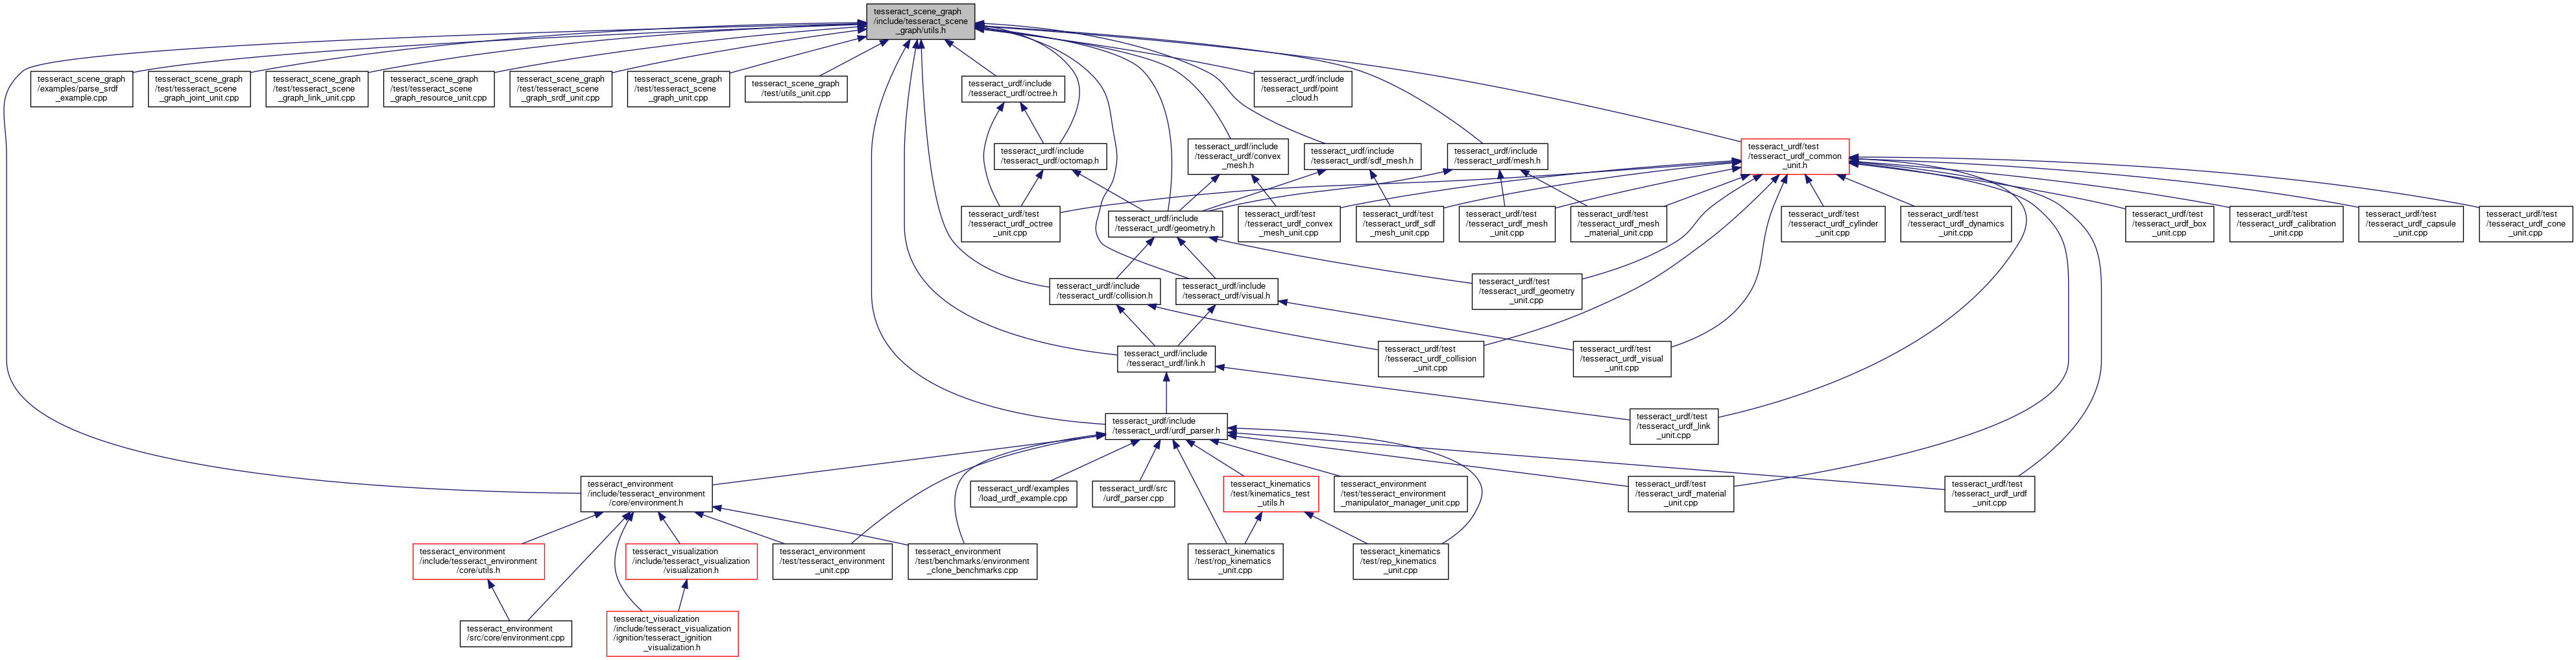 tesseract_scene_graph
/include/tesseract_scene
_graph/utils.h
tesseract_scene_graph
/examples/parse_srdf
_example.cpp
tesseract_scene_graph
/test/tesseract_scene
_graph_joint_unit.cpp
tesseract_scene_graph
/test/tesseract_scene
_graph_link_unit.cpp
tesseract_scene_graph
/test/tesseract_scene
_graph_resource_unit.cpp
tesseract_scene_graph
/test/tesseract_scene
_graph_srdf_unit.cpp
tesseract_scene_graph
/test/tesseract_scene
_graph_unit.cpp
tesseract_scene_graph
/test/utils_unit.cpp
tesseract_urdf/include
/tesseract_urdf/octree.h
tesseract_urdf/include
/tesseract_urdf/point
_cloud.h
tesseract_urdf/include
/tesseract_urdf/octomap.h
tesseract_urdf/include
/tesseract_urdf/convex
_mesh.h
tesseract_urdf/include
/tesseract_urdf/sdf_mesh.h
tesseract_urdf/include
/tesseract_urdf/mesh.h
tesseract_urdf/test
/tesseract_urdf_common
_unit.h
tesseract_urdf/test
/tesseract_urdf_octree
_unit.cpp
tesseract_urdf/include
/tesseract_urdf/geometry.h
tesseract_urdf/test
/tesseract_urdf_convex
_mesh_unit.cpp
tesseract_urdf/test
/tesseract_urdf_sdf
_mesh_unit.cpp
tesseract_urdf/test
/tesseract_urdf_mesh
_unit.cpp
tesseract_urdf/test
/tesseract_urdf_mesh
_material_unit.cpp
tesseract_urdf/test
/tesseract_urdf_cylinder
_unit.cpp
tesseract_urdf/test
/tesseract_urdf_dynamics
_unit.cpp
tesseract_urdf/test
/tesseract_urdf_box
_unit.cpp
tesseract_urdf/test
/tesseract_urdf_calibration
_unit.cpp
tesseract_urdf/test
/tesseract_urdf_capsule
_unit.cpp
tesseract_urdf/test
/tesseract_urdf_cone
_unit.cpp
tesseract_urdf/include
/tesseract_urdf/collision.h
tesseract_urdf/include
/tesseract_urdf/visual.h
tesseract_urdf/test
/tesseract_urdf_geometry
_unit.cpp
tesseract_urdf/include
/tesseract_urdf/link.h
tesseract_urdf/test
/tesseract_urdf_collision
_unit.cpp
tesseract_urdf/test
/tesseract_urdf_visual
_unit.cpp
tesseract_urdf/include
/tesseract_urdf/urdf_parser.h
tesseract_urdf/test
/tesseract_urdf_link
_unit.cpp
tesseract_environment
/include/tesseract_environment
/core/environment.h
tesseract_urdf/examples
/load_urdf_example.cpp
tesseract_urdf/src
/urdf_parser.cpp
tesseract_kinematics
/test/kinematics_test
_utils.h
tesseract_environment
/test/tesseract_environment
_manipulator_manager_unit.cpp
tesseract_urdf/test
/tesseract_urdf_material
_unit.cpp
tesseract_urdf/test
/tesseract_urdf_urdf
_unit.cpp
tesseract_environment
/include/tesseract_environment
/core/utils.h
tesseract_visualization
/include/tesseract_visualization
/visualization.h
tesseract_environment
/test/tesseract_environment
_unit.cpp
tesseract_environment
/test/benchmarks/environment
_clone_benchmarks.cpp
tesseract_kinematics
/test/rop_kinematics
_unit.cpp
tesseract_kinematics
/test/rep_kinematics
_unit.cpp
tesseract_environment
/src/core/environment.cpp
tesseract_visualization
/include/tesseract_visualization
/ignition/tesseract_ignition
_visualization.h